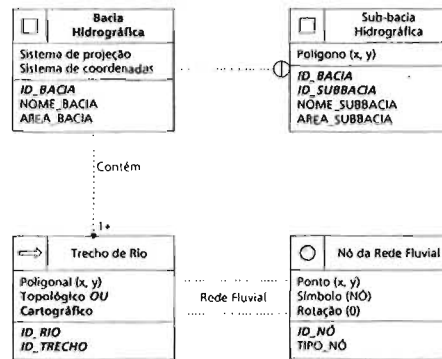 Bacia
Hidrográfica
Sistema de projeção
Sistema de coordenadas
ID_BACIA
NOME_BACIA
AREA_BACIA
Sub-bacia
Hidrográfica
Polígono (x, y)
ID_BACIA
ID_SUBBACIA
NOME_SUBBACIA
AREA_SUBBACIA
Contém
1+
Trecho de Rio
Poligonal (x, y)
Topológico OU
Cartográfico
ID_RIO
ID_TRECHO
Rede Fluvial
Nó da Rede Fluvial
Ponto (x, y)
Símbolo (NÓ)
Rotação (0)
ID_NÓ
TIPO_NÓ